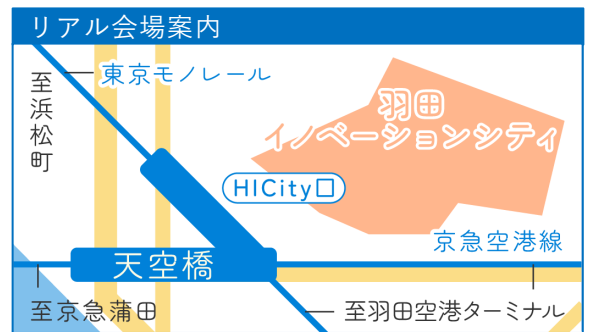 リアル会場案内
東京モノレール
至浜松町
羽田
イノベーションシティ
HICity口
京急空港線
天空橋
至京急蒲田
至羽田空港ターミナル